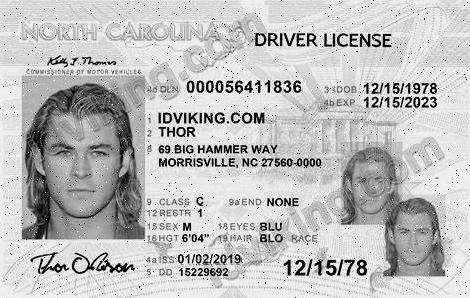 NORTH CAROLINA
DRIVER LICENSE
Kelly J. Thomas
COMMISSIONER OF MOTOR VEHICLES
4d DLN 000056411836
3 DOB 12/15/1978
4b EXP 12/15/2023
1 IDVIKING.COM
2 THOR
8 69 BIG HAMMER WAY
MORRISVILLE, NC 27560-0000
9 CLASS C 9a END NONE
12 RESTR 1
15 SEX M 18 EYES BLU
16 HGT 6'04" 19 HAIR BLO RACE
4a ISS 01/02/2019
5 DD 15229692
12/15/78
idviking.com
idviking.com